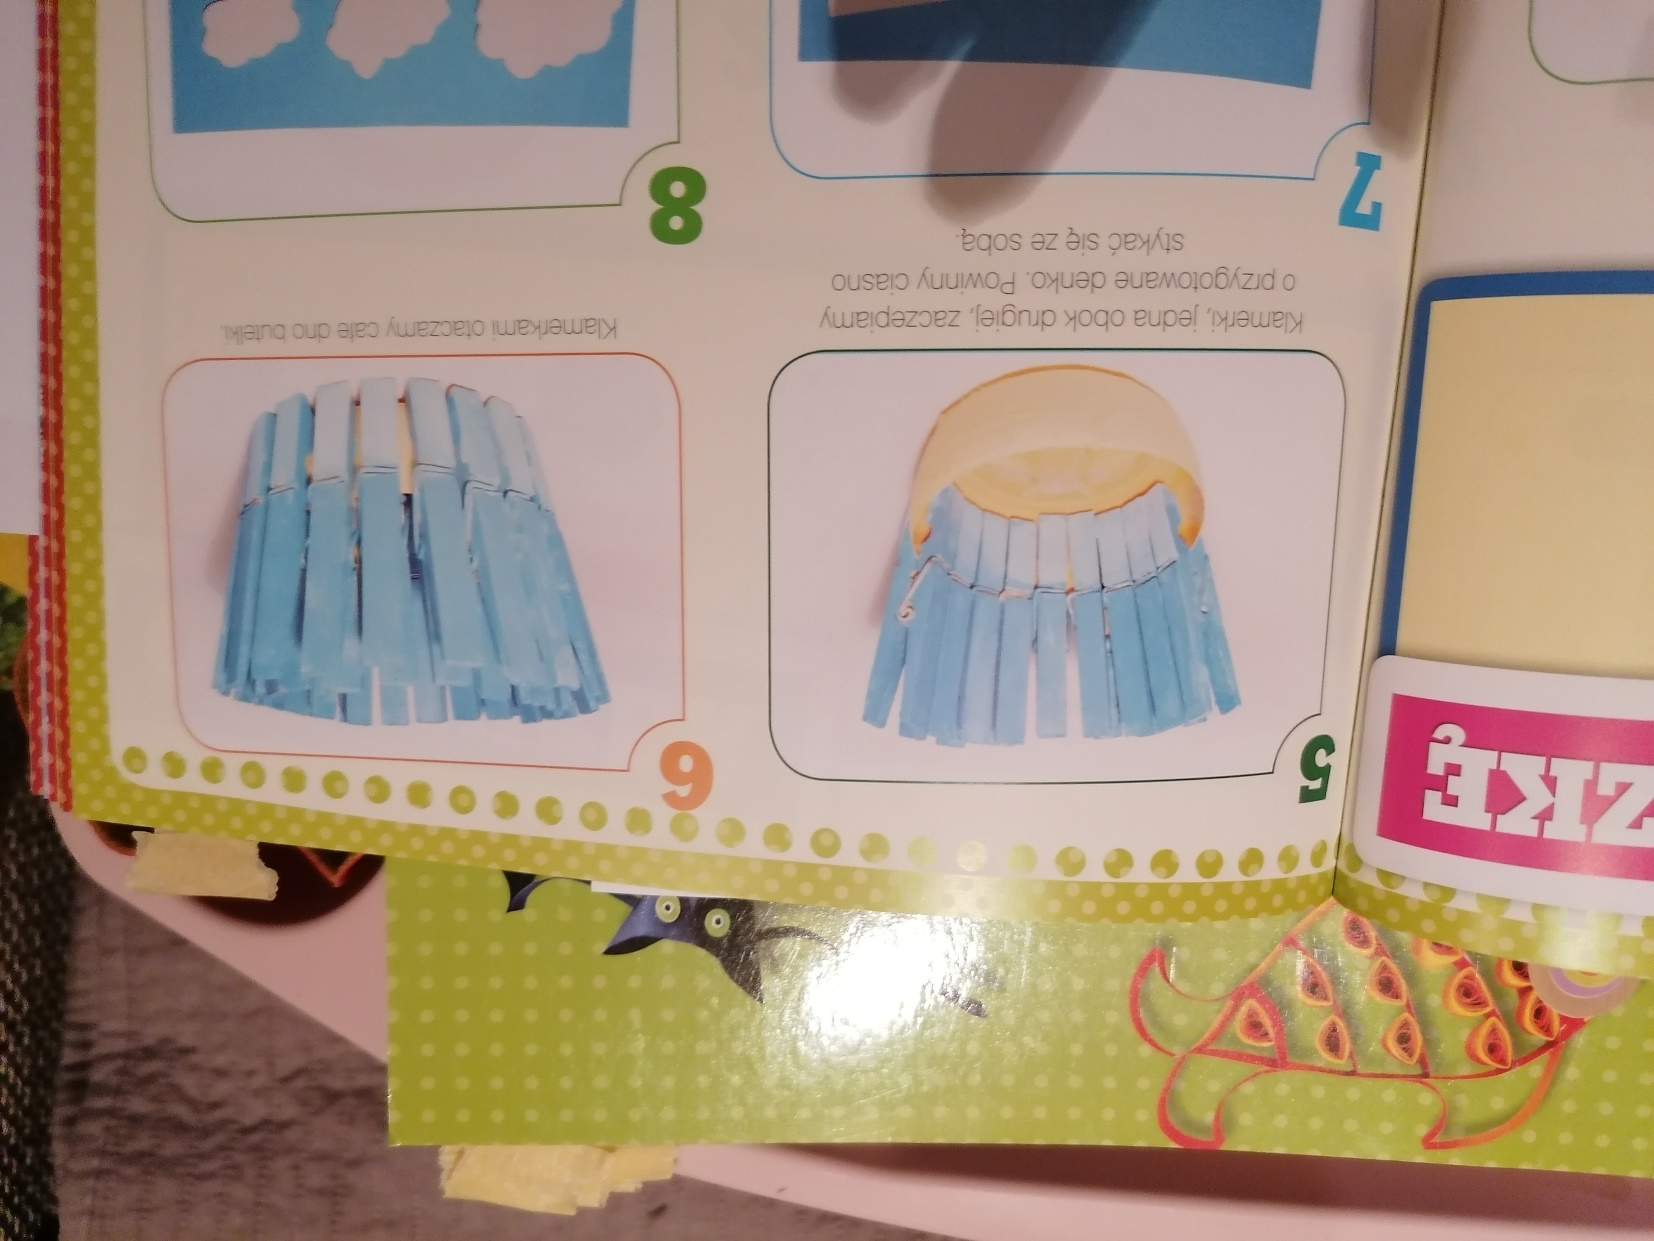 5
Klamerki, jedna obok drugiej, zaczepiamy
o przygotowane denko. Powinny ciasno
stykać się ze sobą.
6
Klamerkami otaczamy całe dno butelki.
7
8